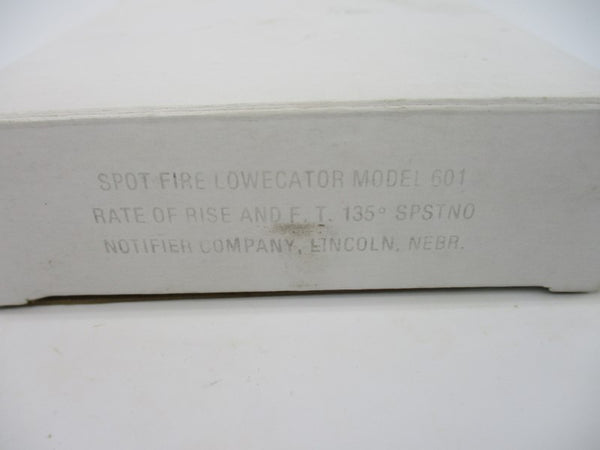 SPOT FIRE LOWECATOR MODEL 601
RATE OF RISE AND F. T. 135° SPSTNO
NOTIFIER COMPANY, LINCOLN, NEBR.